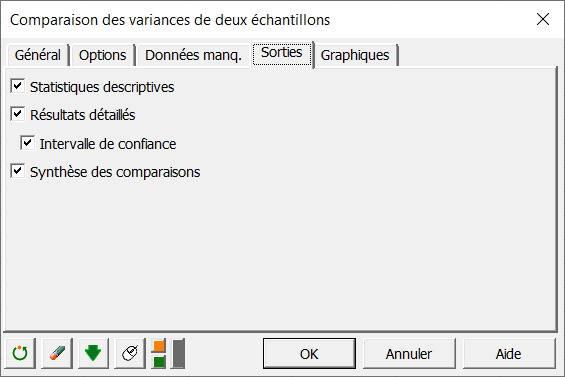 Comparaison des variances de deux échantillons
Général Options Données manq. Sorties Graphiques
Statistiques descriptives
Résultats détaillés
Intervalle de confiance
Synthèse des comparaisons
OK Annuler Aide